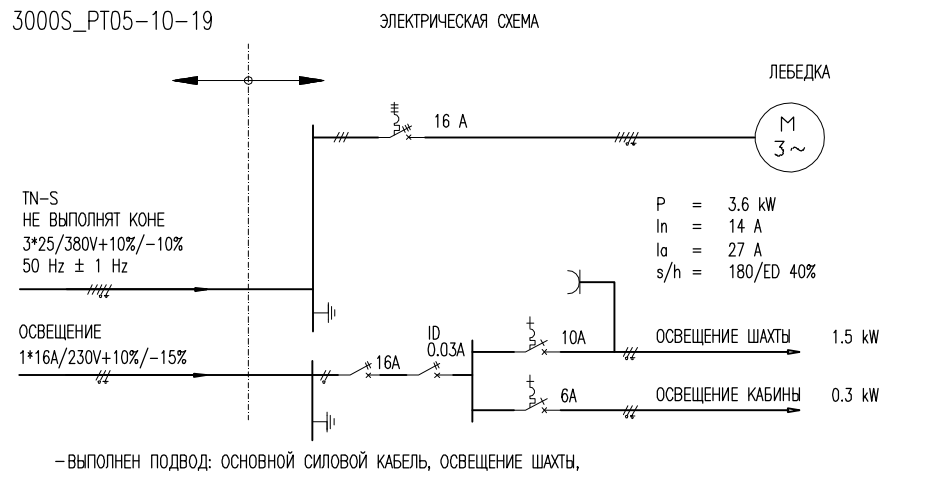 3000S_PT05-10-19
ЭЛЕКТРИЧЕСКАЯ СХЕМА
ЛЕБЕДКА
16 A
M
3~
TN-S
НЕ ВЫПОЛНЯТ КОНЕ
3*25/380V+10%/-10%
50 Hz ± 1 Hz
P = 3.6 kW
In = 14 A
Ia = 27 A
s/h = 180/ED 40%
ОСВЕЩЕНИЕ
1*16A/230V+10%/-15%
16A
ID
0.03A
10A
ОСВЕЩЕНИЕ ШАХТЫ 1.5 kW
6A
ОСВЕЩЕНИЕ КАБИНЫ 0.3 kW
-ВЫПОЛНЕН ПОДВОД: ОСНОВНОЙ СИЛОВОЙ КАБЕЛЬ, ОСВЕЩЕНИЕ ШАХТЫ,